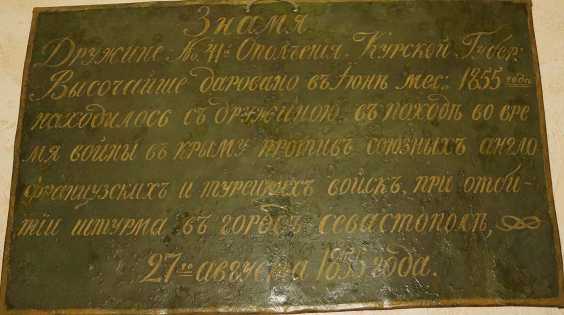 Знамя
Дружине № 41й Ополченія Курской Губер:
Высочайше даровано въ Іюнѣ мес: 1855 года
находилось съ дружиною въ походѣ во вре
мя войны въ крыму противъ союзныхъ англо
французскихъ и турецкихъ войскъ, при отби-
тіи штурма въ городѣ севастополѣ,
27го августа 1855 года.